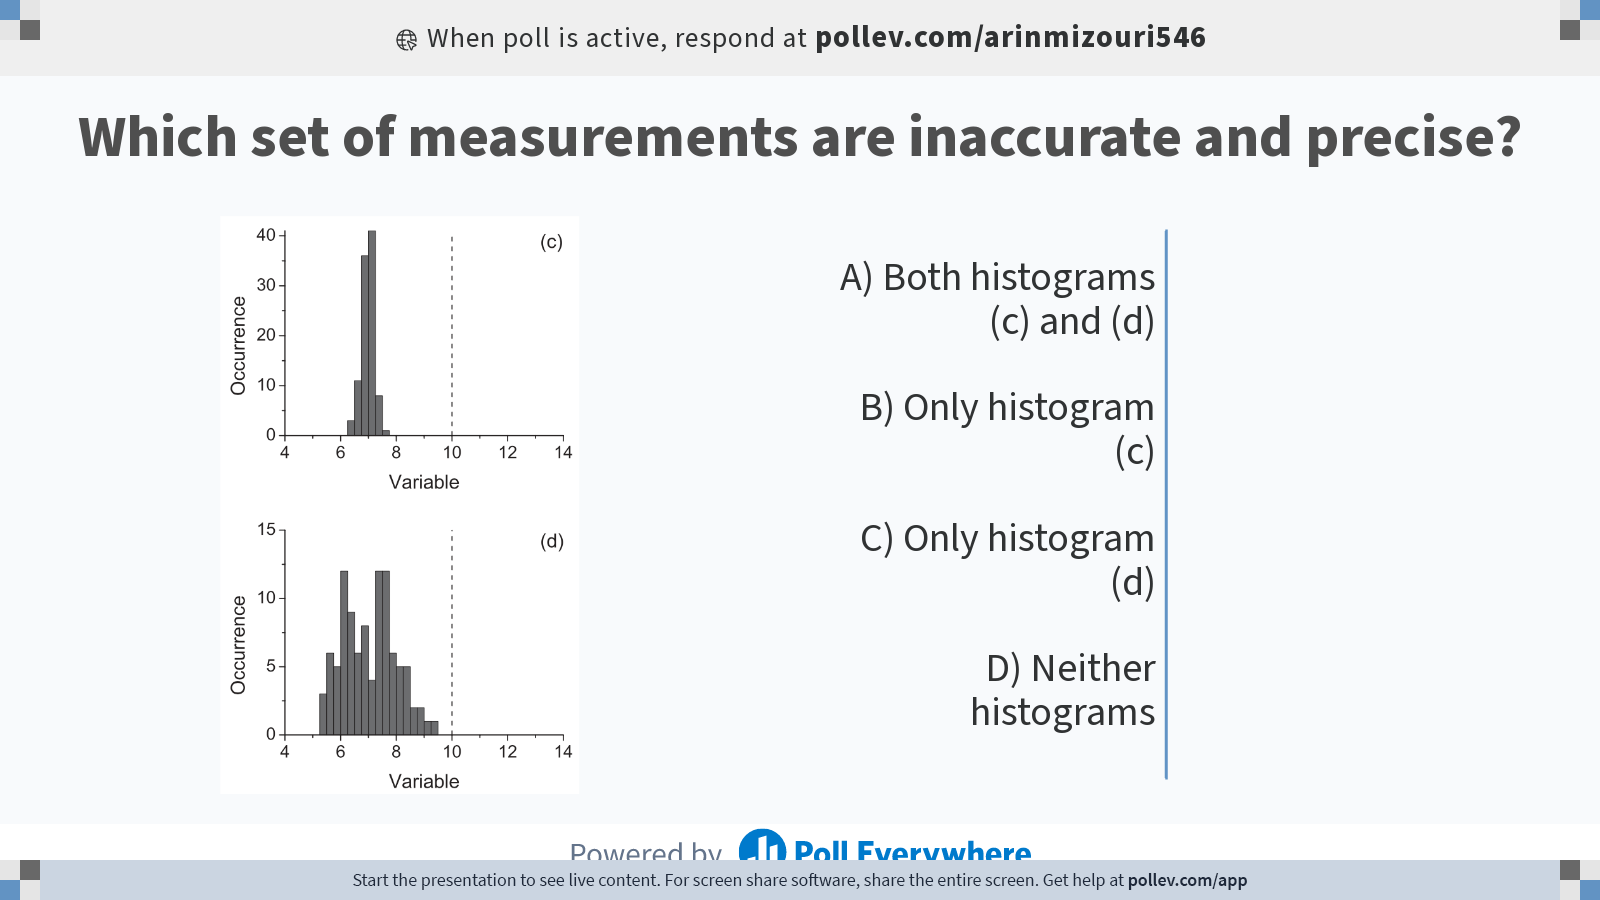 When poll is active, respond at pollev.com/arinmizouri546
Which set of measurements are inaccurate and precise?
(c)
40
30
20
10
0
Occurrence
4 6 8 10 12 14
Variable
(d)
15
10
5
0
Occurrence
4 6 8 10 12 14
Variable
A) Both histograms
(c) and (d)
B) Only histogram
(c)
C) Only histogram
(d)
D) Neither
histograms
Powered by Poll Everywhere
Start the presentation to see live content. For screen share software, share the entire screen. Get help at pollev.com/app